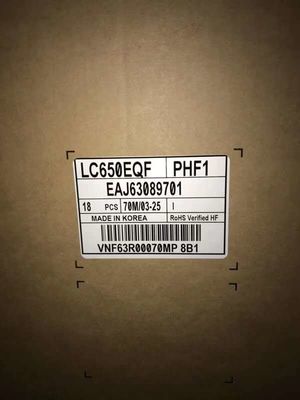 LC650EQF PHF1
EAJ63089701
18 PCS 70M/03-25 I
MADE IN KOREA RoHS Verified HF
VNF63R00070MP 8B1